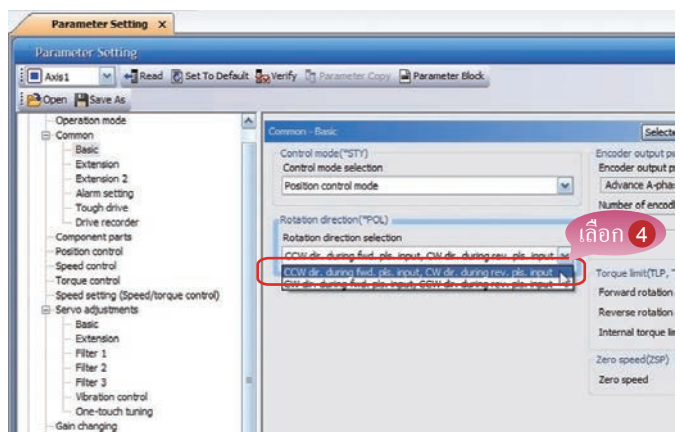 Parameter Setting
Parameter Setting
Axis1 Read Set To Default Verify Parameter Copy Parameter Block
Open Save As
Operation mode
Common
Basic
Extension
Extension 2
Alarm setting
Tough drive
Drive recorder
Component parts
Position control
Speed control
Torque control
Speed setting (Speed/torque control)
Servo adjustments
Basic
Extension
Filter 1
Filter 2
Filter 3
Vibration control
One-touch tuning
Gain changing
Common - Basic
Control mode(*STY)
Control mode selection
Position control mode
Rotation direction(*POL)
Rotation direction selection
CCW dir. during fwd. pls. input, CW dir. during rev. pls. input
CCW dir. during fwd. pls. input, CW dir. during rev. pls. input
CW dir. during fwd. pls. input, CCW dir. during rev. pls. input
Selecte
Encoder output pu
Encoder output p
Advance A-pha
Number of encod
เลือก 4
Torque limit(TLP, "
Forward rotation
Reverse rotation
Internal torque li
Zero speed(ZSP)
Zero speed